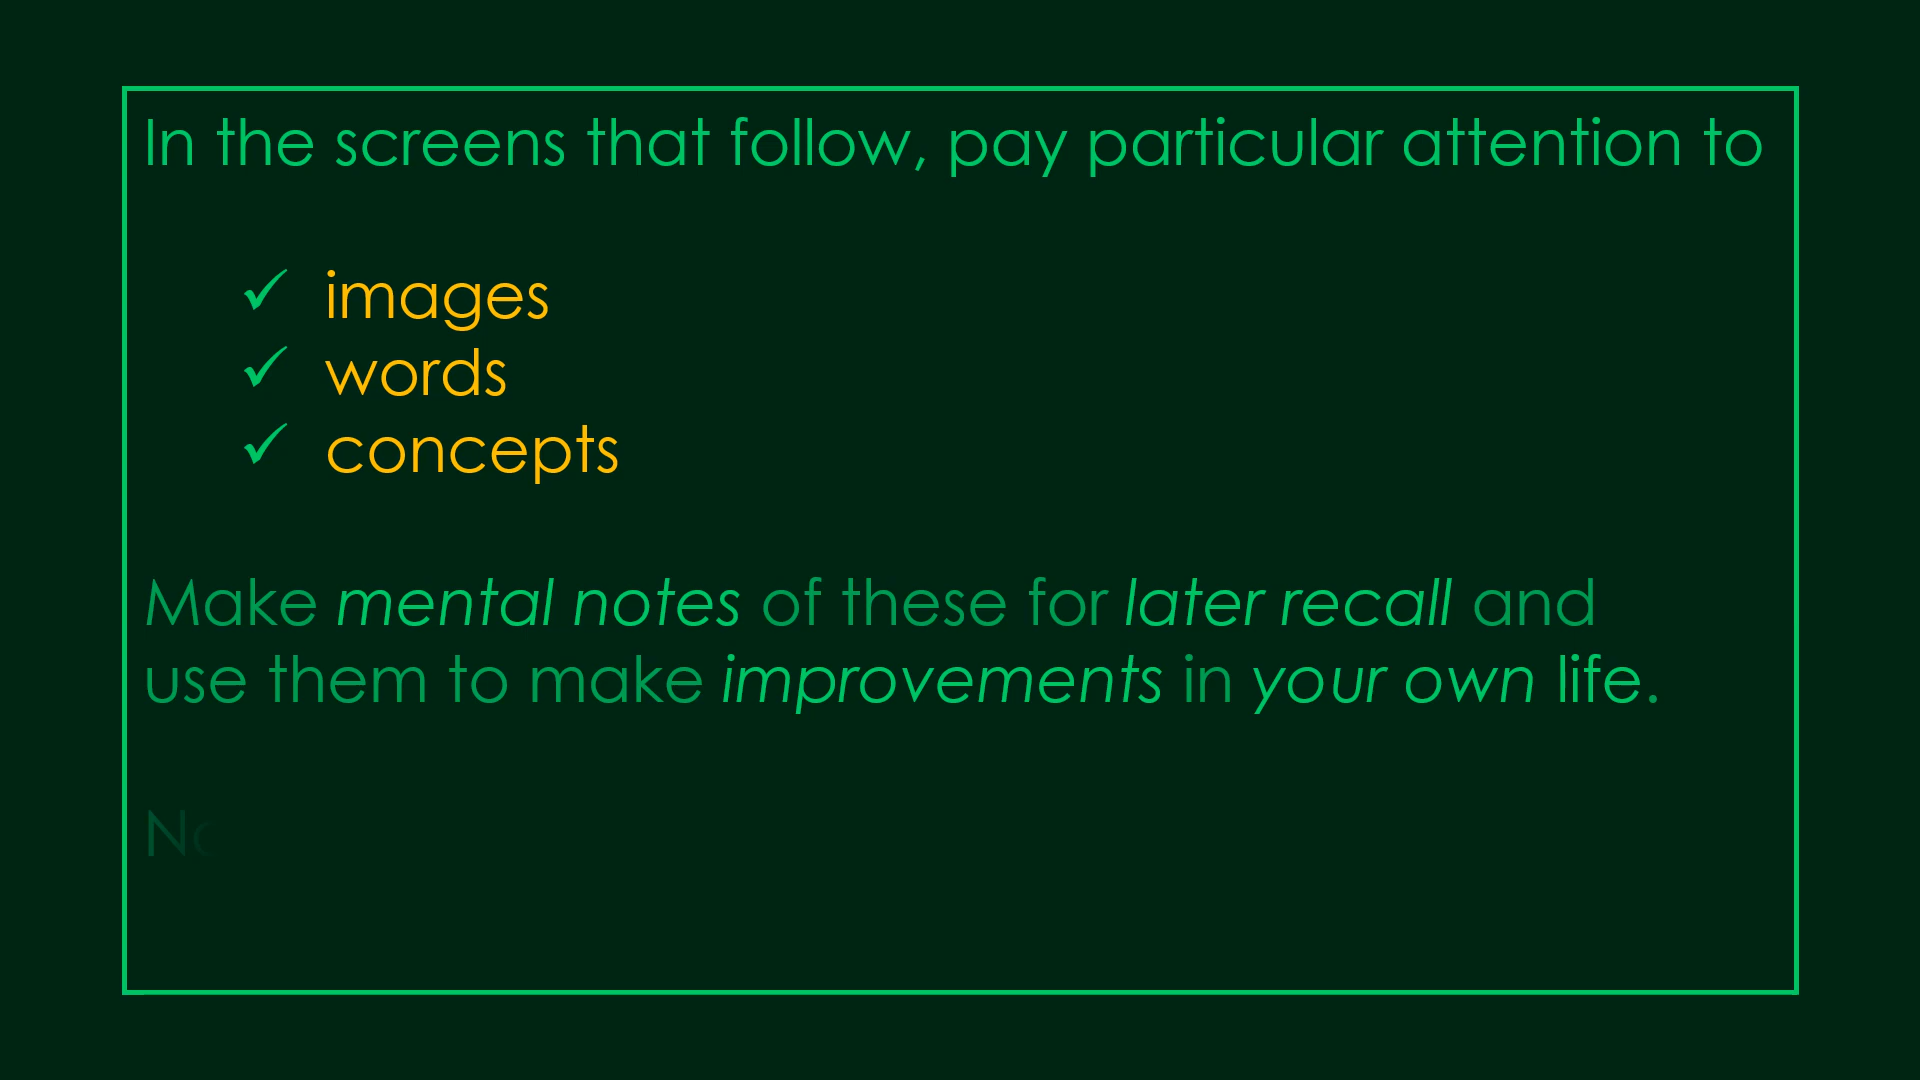 In the screens that follow, pay particular attention to
✓ images
✓ words
✓ concepts
Make mental notes of these for later recall and
use them to make improvements in your own life.